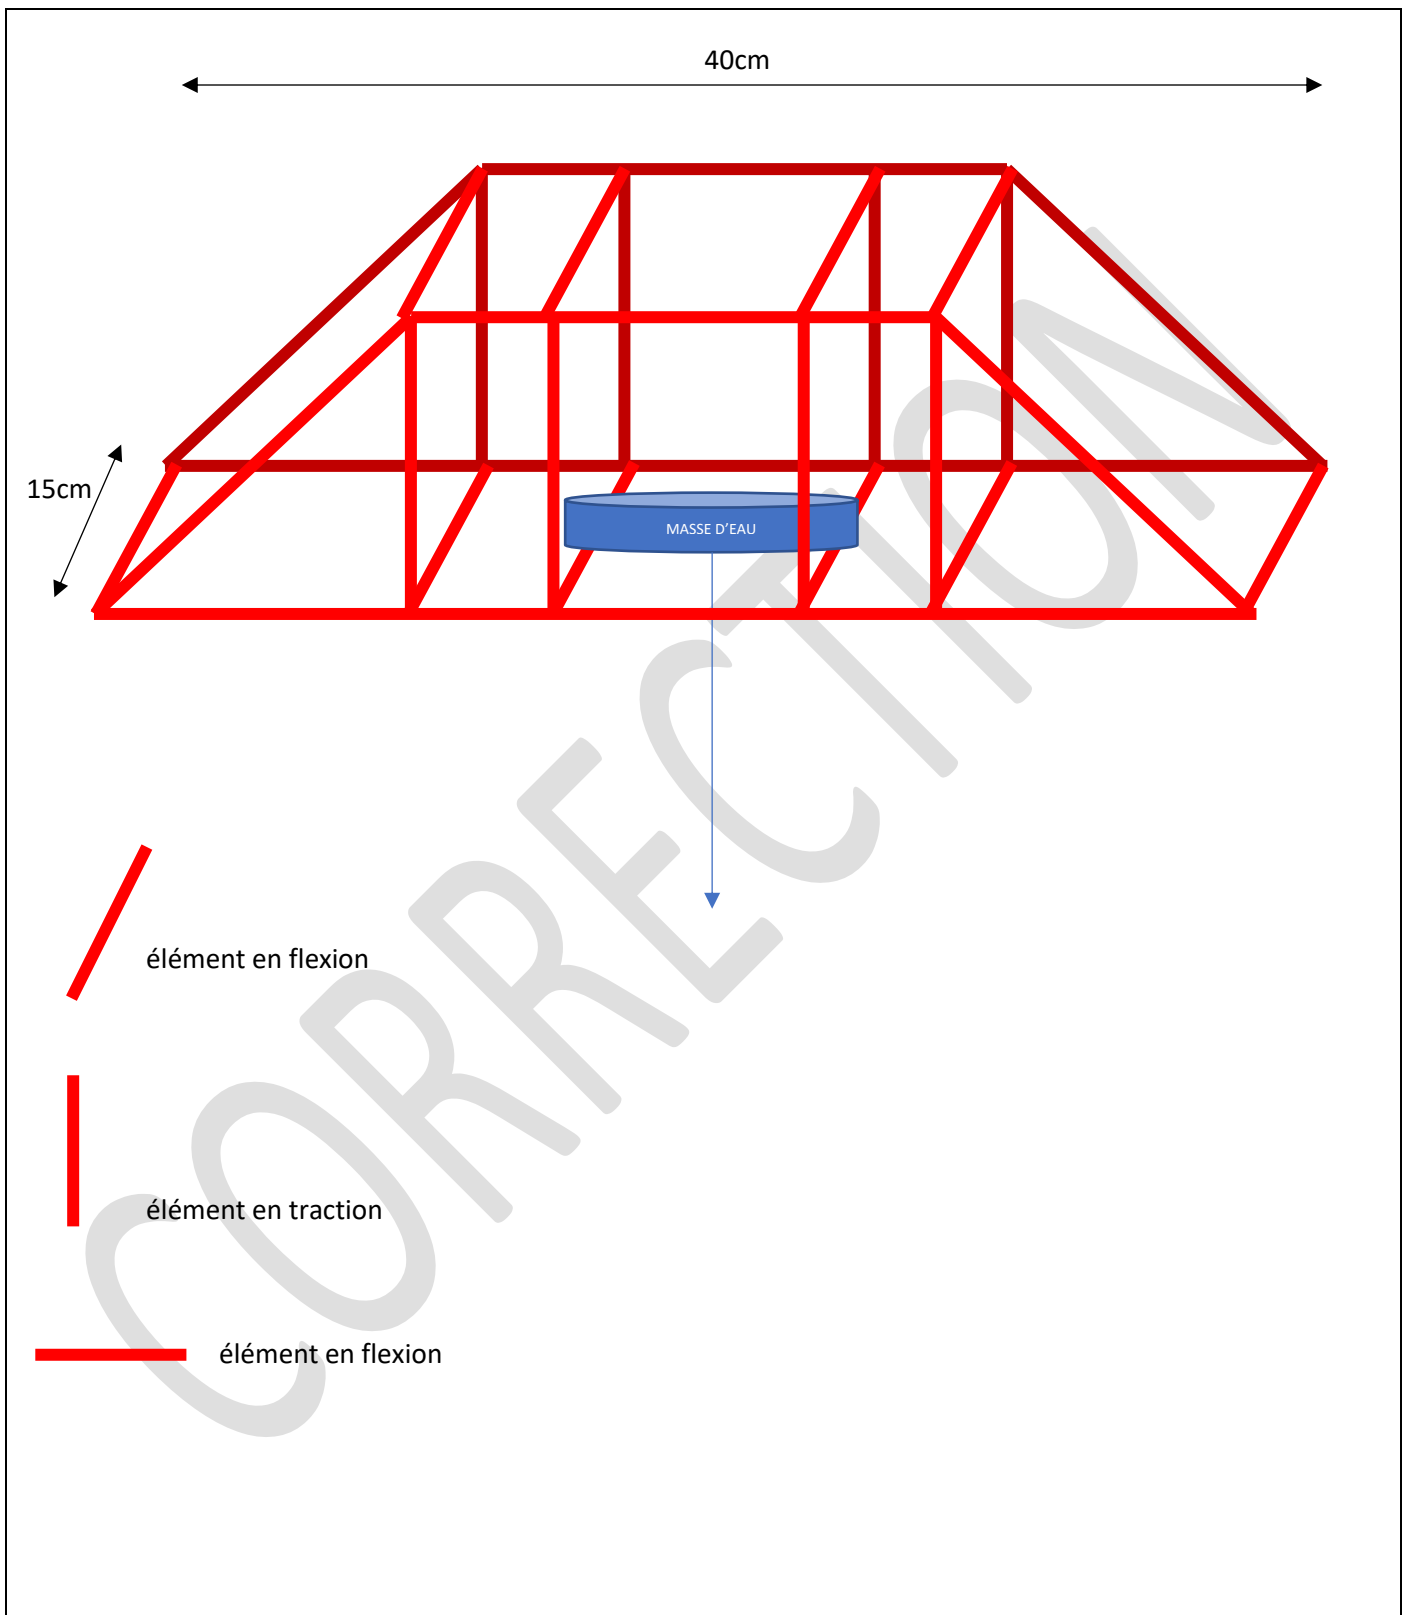 40cm
15cm
MASSE D'EAU
élément en flexion
élément en traction
élément en flexion
CORRECTION